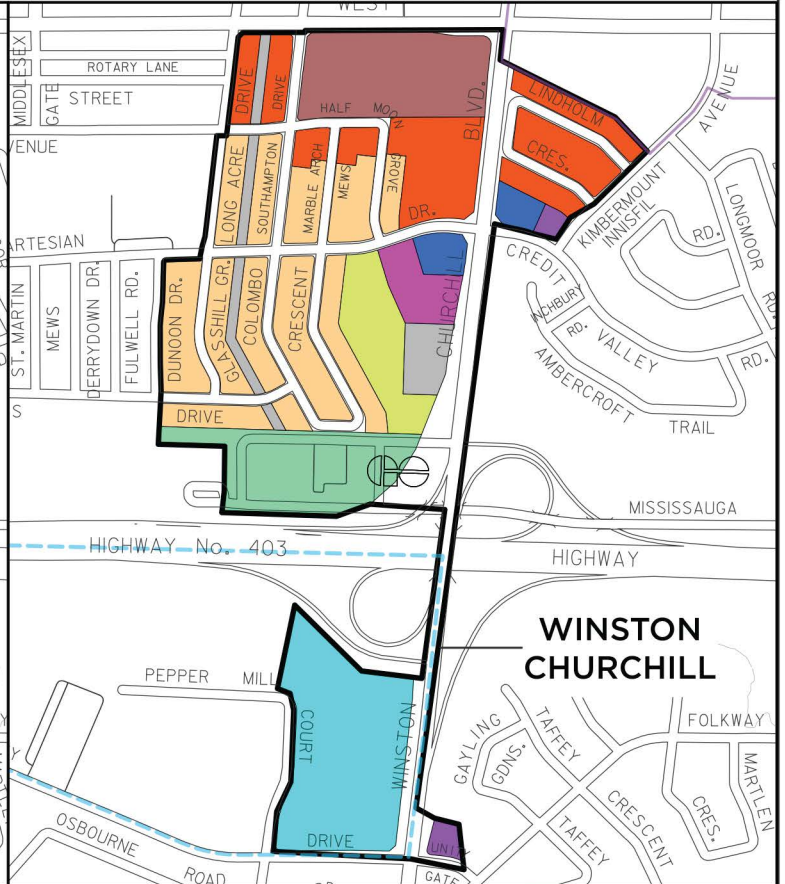 WEST
MIDDLESEX
GATE
ROTARY LANE
STREET
DRIVE
DRIVE
HALF MOON
GROVE
BLVD.
LINDHOLM
CRES.
AVENUE
LONG ACRE
SOUTHAMPTON
MARBLE ARCH
MEWS
DR.
KIMBERMOUNT
INNISFIL
RD.
LONGMOOR
RD.
ARTESIAN
ST. MARTIN
MEWS
DERRYDOWN DR.
FULWELL RD.
DUNOON DR.
GLASSHILL GR.
COLOMBO
CRESCENT
CHURCHILL
CREDIT
VALLEY
RD.
INCHBURY
RD.
AMBERCROFT
TRAIL
S
DRIVE
MISSISSAUGA
HIGHWAY No. 403
HIGHWAY
WINSTON
CHURCHILL
PEPPER MILL
COURT
WINSTON
GAYLING
GDNS.
TAFFEY
FOLKWAY
MARTLEN
CRES.
CRESCENT
TAFFEY
OSBOURNE
ROAD
DRIVE
UNITY
GATE